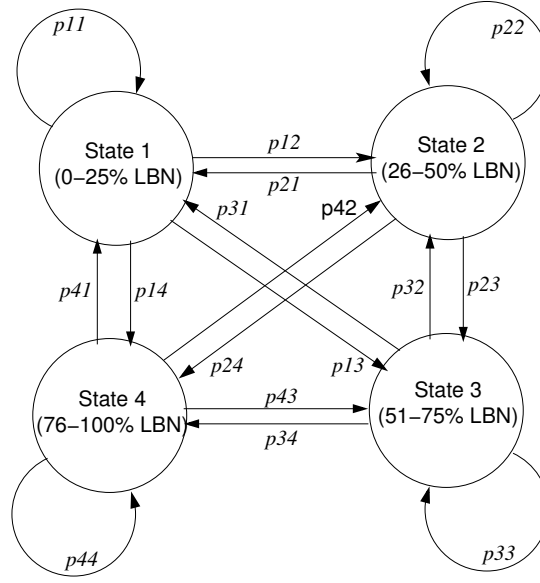 p11
p22
State 1
(0−25% LBN)
p12
State 2
(26−50% LBN)
p21
p31
p42
p41
p14
p32
p23
p24
p13
State 4
(76−100% LBN)
p43
State 3
(51−75% LBN)
p34
p44
p33